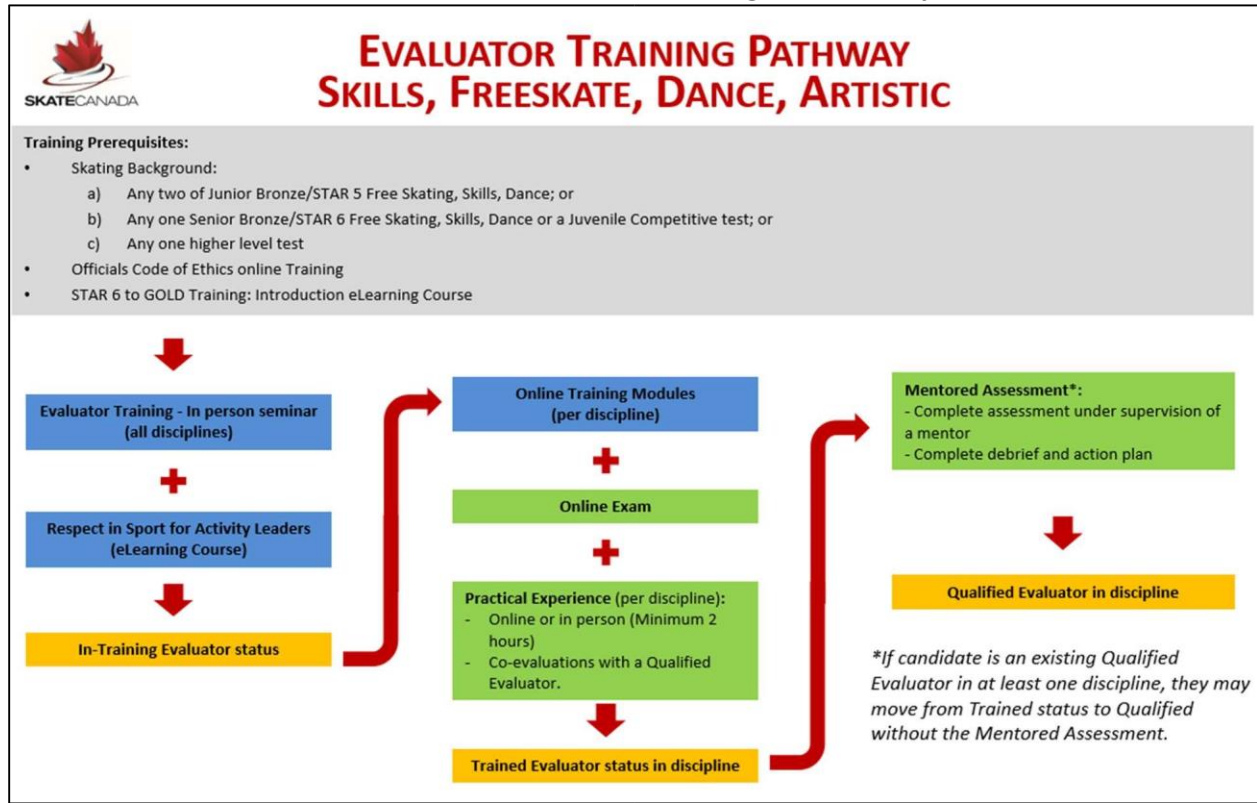 SKATECANADA
EVALUATOR TRAINING PATHWAY
SKILLS, FREESKATE, DANCE, ARTISTIC
Training Prerequisites:
• Skating Background:
a) Any two of Junior Bronze/STAR 5 Free Skating, Skills, Dance; or
b) Any one Senior Bronze/STAR 6 Free Skating, Skills, Dance or a Juvenile Competitive test; or
c) Any one higher level test
• Officials Code of Ethics online Training
• STAR 6 to GOLD Training: Introduction eLearning Course
Evaluator Training - In person seminar
(all disciplines)
Respect in Sport for Activity Leaders
(eLearning Course)
In-Training Evaluator status
Online Training Modules
(per discipline)
Online Exam
Practical Experience (per discipline):
- Online or in person (Minimum 2
hours)
- Co-evaluations with a Qualified
Evaluator.
Trained Evaluator status in discipline
Mentored Assessment*:
- Complete assessment under supervision of
a mentor
- Complete debrief and action plan
Qualified Evaluator in discipline
*If candidate is an existing Qualified
Evaluator in at least one discipline, they may
move from Trained status to Qualified
without the Mentored Assessment.